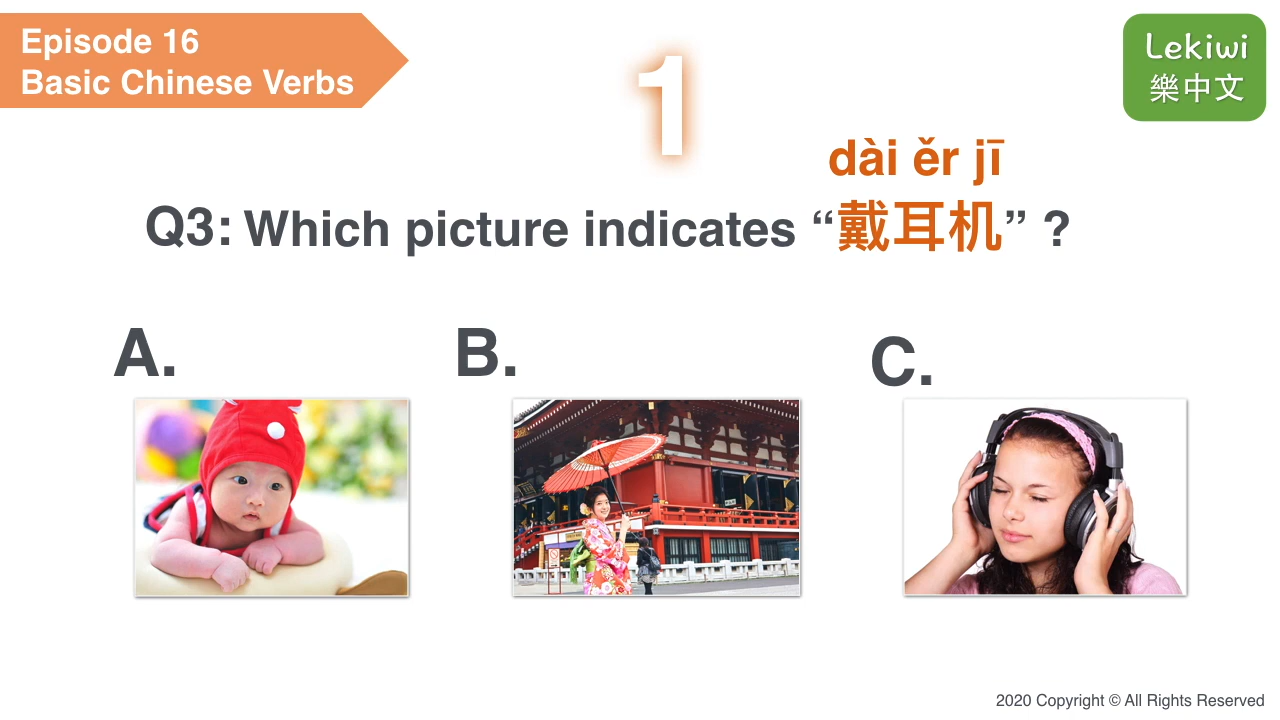 Episode 16
Basic Chinese Verbs
1
Lekiwi
樂中文
dài ěr jī
Q3: Which picture indicates “戴耳机” ?
A.
B.
C.
2020 Copyright © All Rights Reserved